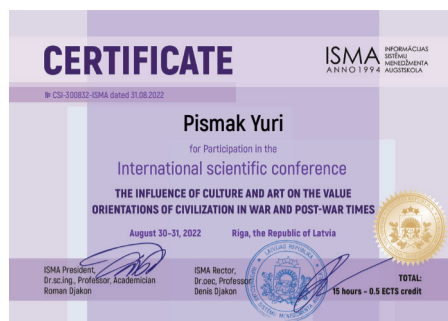 CERTIFICATE
ISMA
ANNO 1994
INFORMĀCIJAS
SISTĒMU
MENEDŽMENTA
AUGSTSKOLA
№ CSI-300832-ISMA dated 31.08.2022
Pismak Yuri
for Participation in the
International scientific conference
THE INFLUENCE OF CULTURE AND ART ON THE VALUE
ORIENTATIONS OF CIVILIZATION IN WAR AND POST-WAR TIMES
August 30–31, 2022 Riga, the Republic of Latvia
ISMA President,
Dr.sc.ing., Professor, Academician
Roman Djakon
ISMA Rector,
Dr.oec, Professor
Denis Djakon
LATVIJAS REPUBLIKA
TOTAL:
15 hours – 0.5 ECTS credit